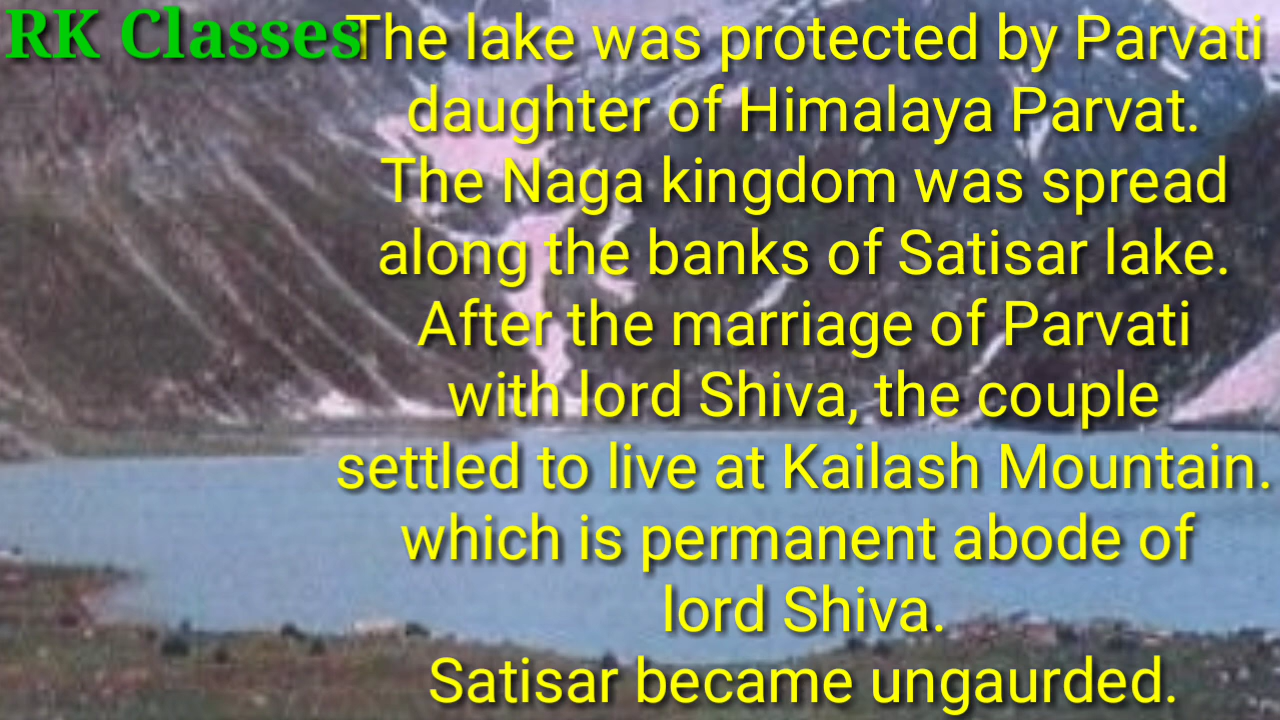 RK Classes
The lake was protected by Parvati
daughter of Himalaya Parvat.
The Naga kingdom was spread
along the banks of Satisar lake.
After the marriage of Parvati
with lord Shiva, the couple
settled to live at Kailash Mountain.
which is permanent abode of
lord Shiva.
Satisar became ungaurded.